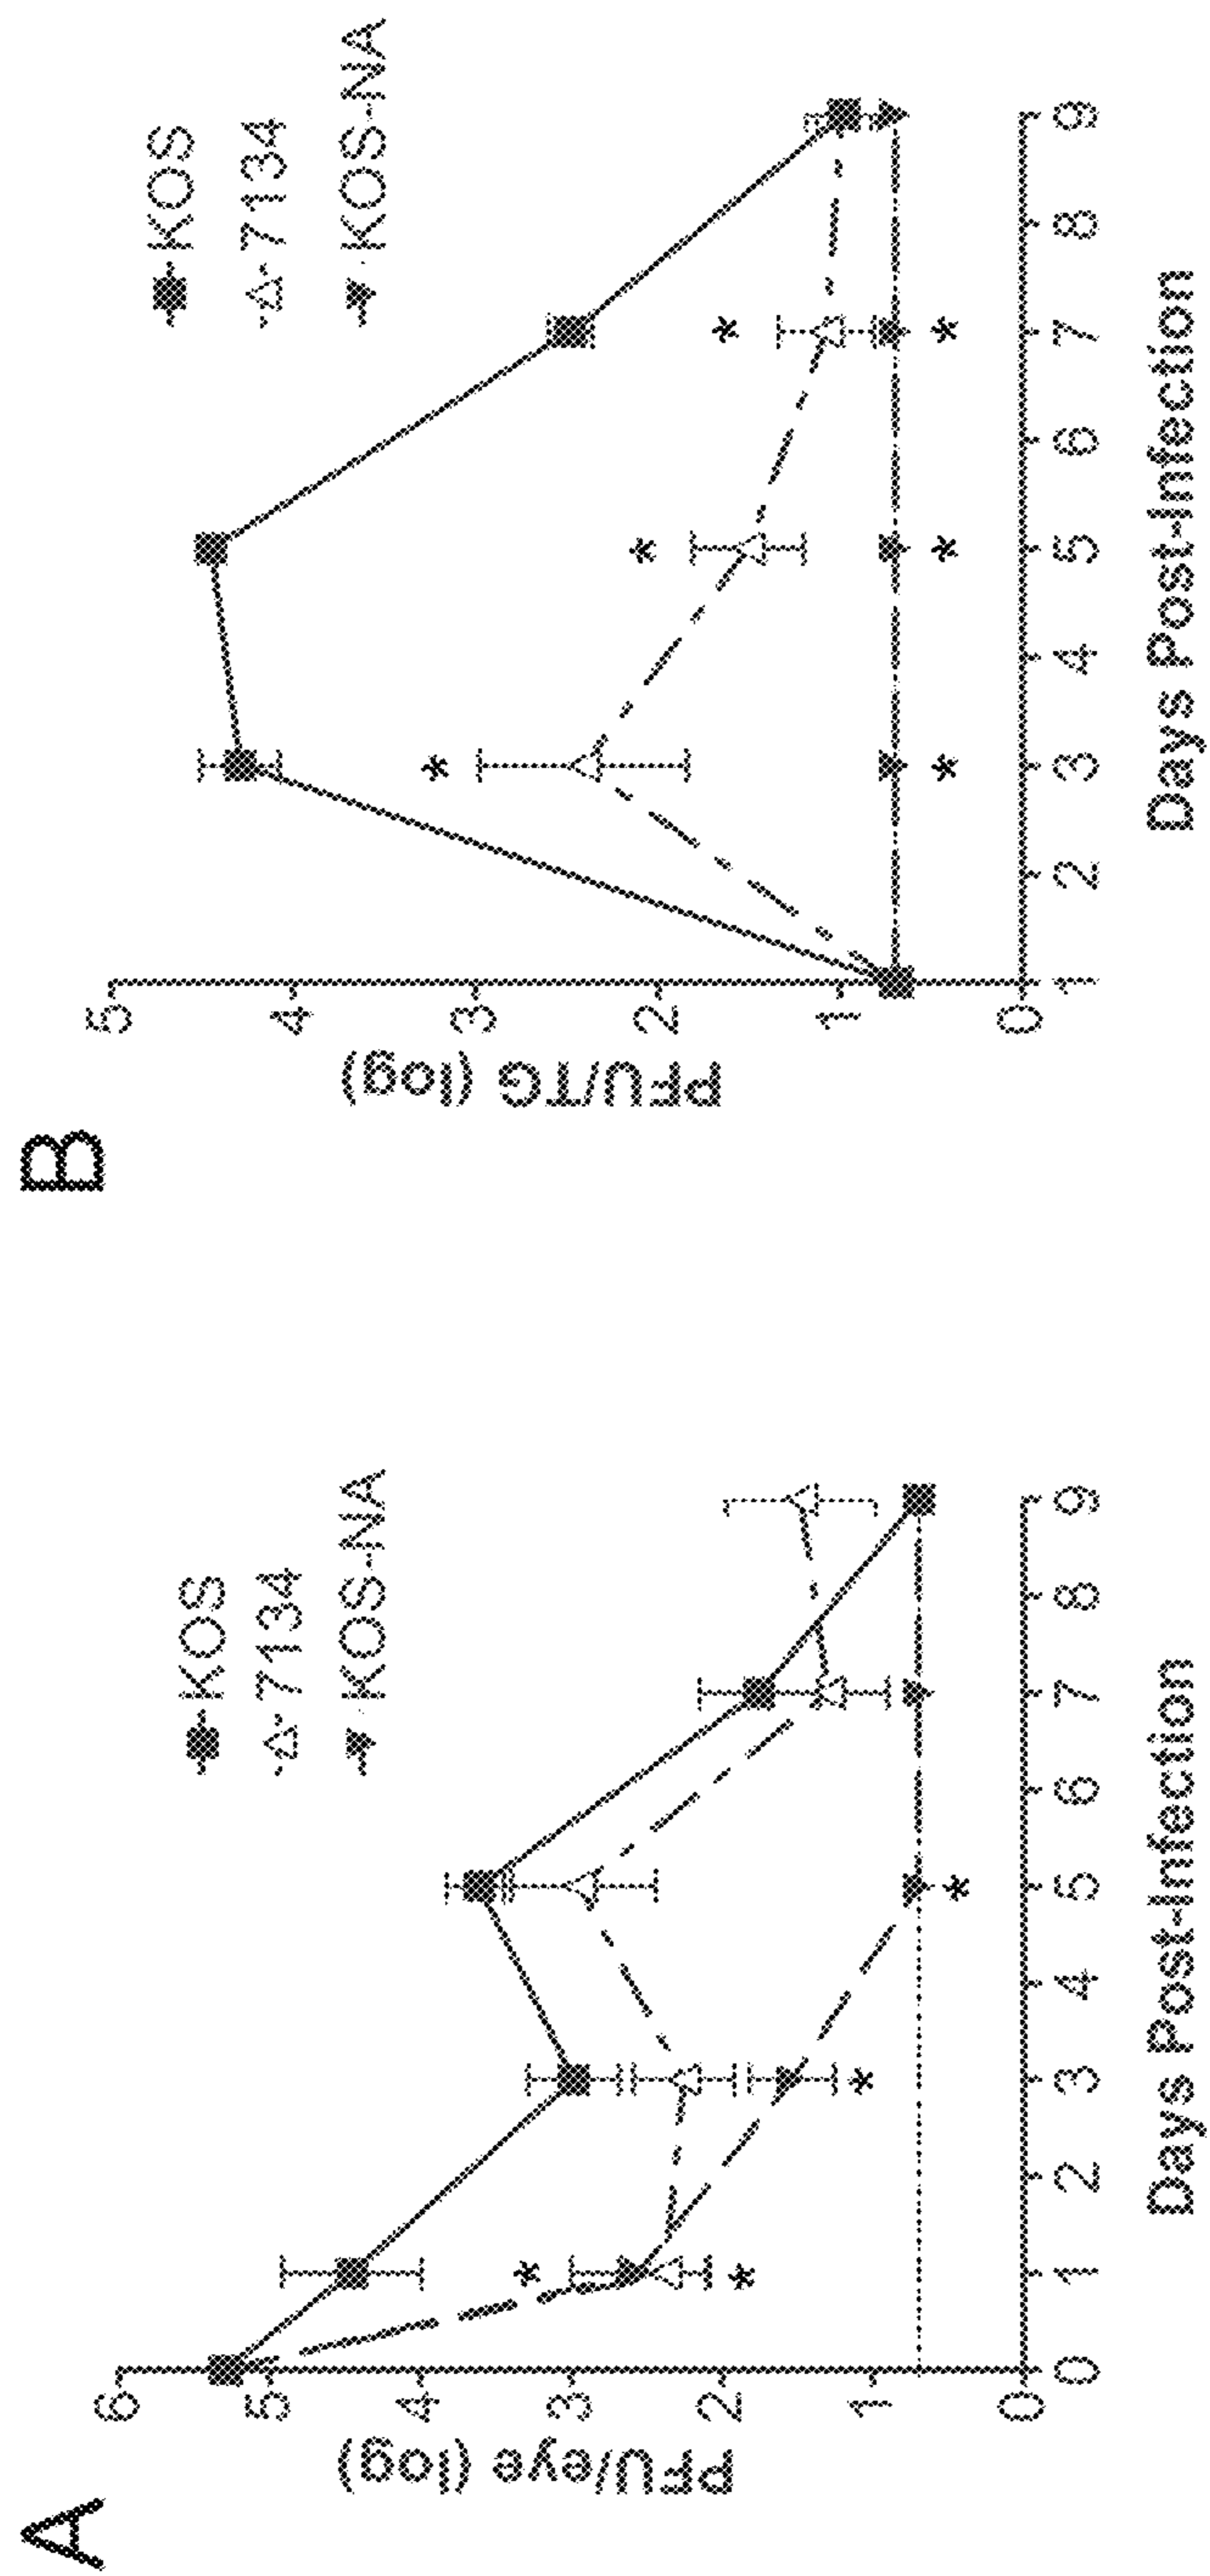 A
PFU/eye (log)
6
5
4
3
2
1
0
KOS
7134
KOS-NA
*
*
*
*
0 1 2 3 4 5 6 7 8 9
Days Post-Infection
B
PFU/TG (log)
5
4
3
2
1
0
KOS
7134
KOS-NA
*
*
*
*
*
*
1 2 3 4 5 6 7 8 9
Days Post-Infection